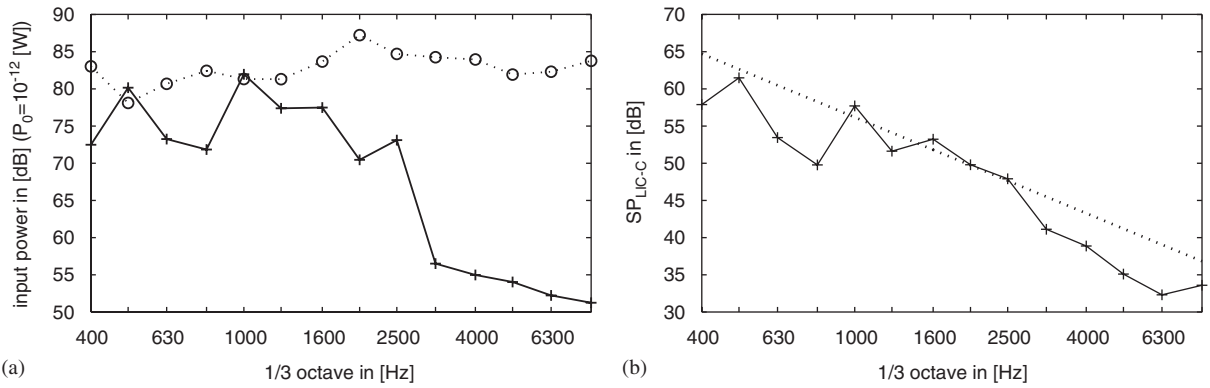 90
85
80
75
70
65
60
55
50
input power in [dB] (P0=10-12 [W])
400 630 1000 1600 2500 4000 6300
1/3 octave in [Hz]
(a)
70
65
60
55
50
45
40
35
30
SPLIC-C in [dB]
400 630 1000 1600 2500 4000 6300
1/3 octave in [Hz]
(b)